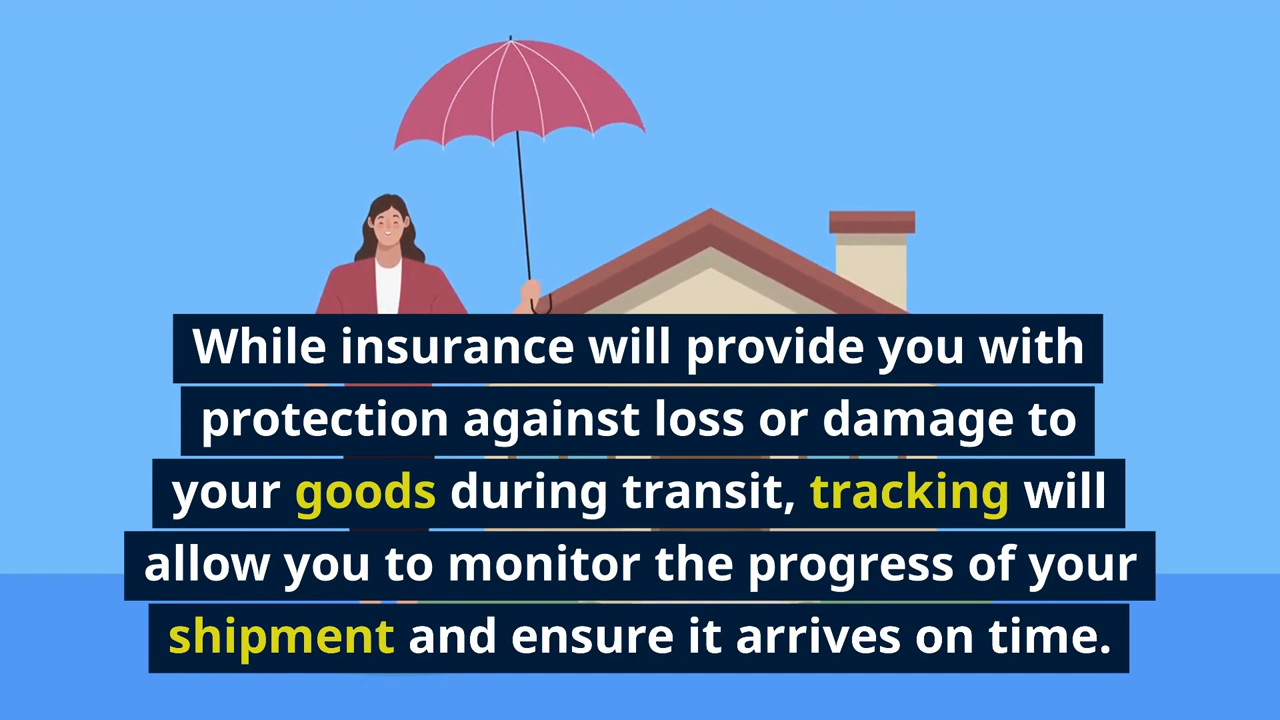 While insurance will provide you with
protection against loss or damage to
your goods during transit, tracking will
allow you to monitor the progress of your
shipment and ensure it arrives on time.